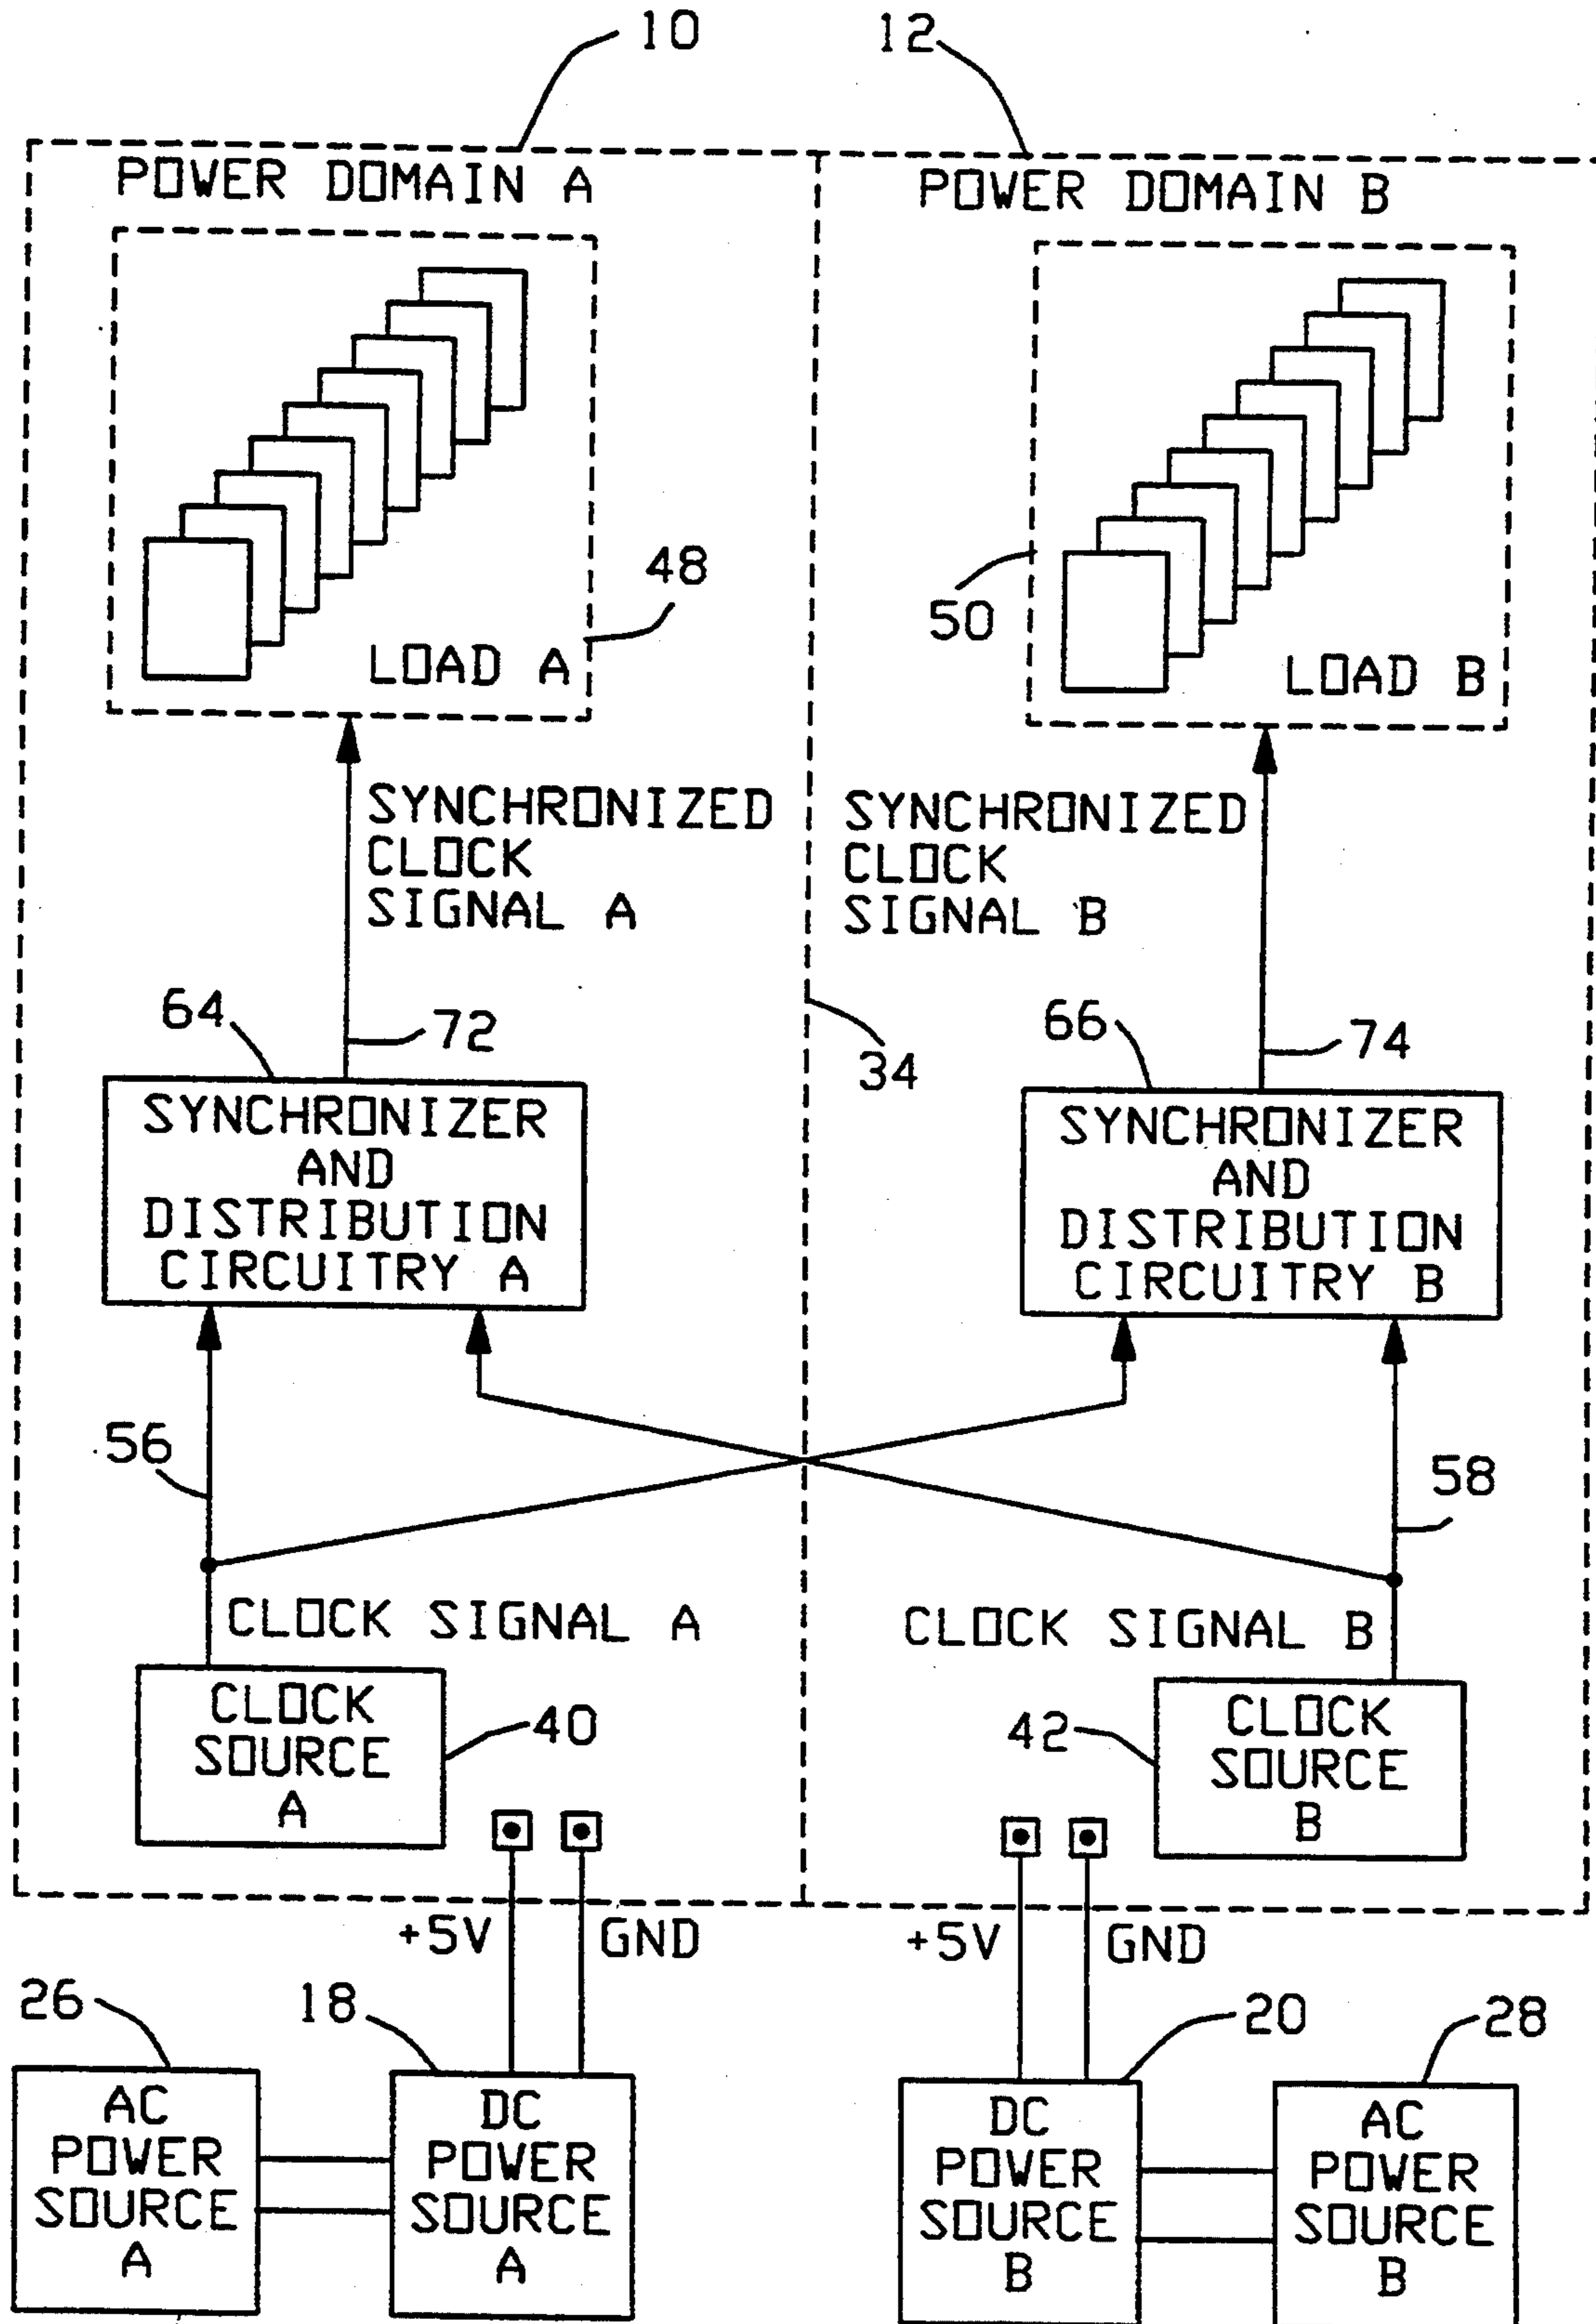 10
12
POWER DOMAIN A
POWER DOMAIN B
48
LOAD A
50
LOAD B
SYNCHRONIZED
CLOCK
SIGNAL A
SYNCHRONIZED
CLOCK
SIGNAL B
64
72
34
66
74
SYNCHRONIZER
AND
DISTRIBUTION
CIRCUITRY A
SYNCHRONIZER
AND
DISTRIBUTION
CIRCUITRY B
56
58
CLOCK SIGNAL A
CLOCK SIGNAL B
CLOCK
SOURCE
A
40
42
CLOCK
SOURCE
B
+5V
GND
+5V
GND
26
18
20
28
AC
POWER
SOURCE
A
DC
POWER
SOURCE
A
DC
POWER
SOURCE
B
AC
POWER
SOURCE
B